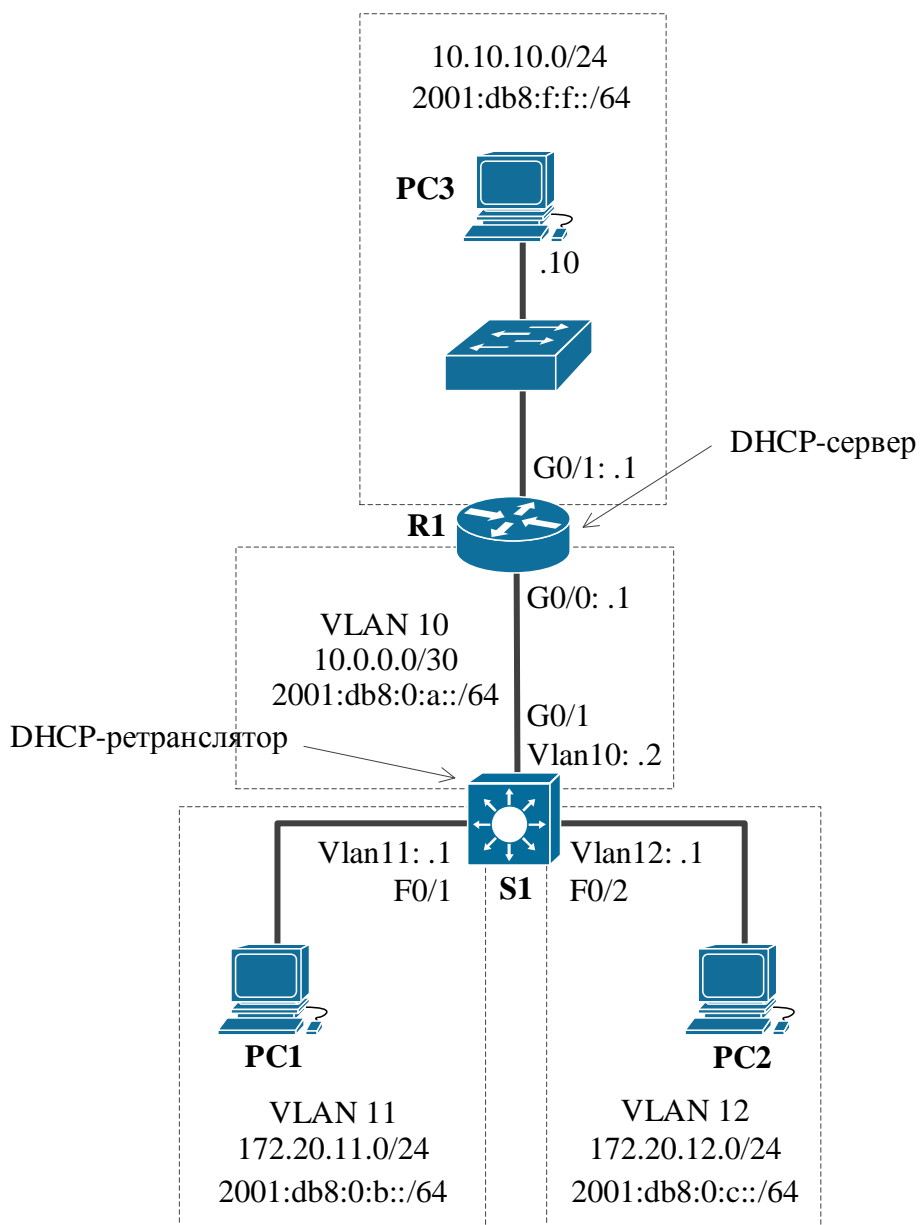 10.10.10.0/24
2001:db8:f:f::/64
PC3
.10
DHCP-сервер
G0/1: .1
R1
G0/0: .1
VLAN 10
10.0.0.0/30
2001:db8:0:a::/64
G0/1
DHCP-ретранслятор
Vlan10: .2
Vlan11: .1
F0/1
S1
Vlan12: .1
F0/2
PC1
PC2
VLAN 11
172.20.11.0/24
2001:db8:0:b::/64
VLAN 12
172.20.12.0/24
2001:db8:0:c::/64